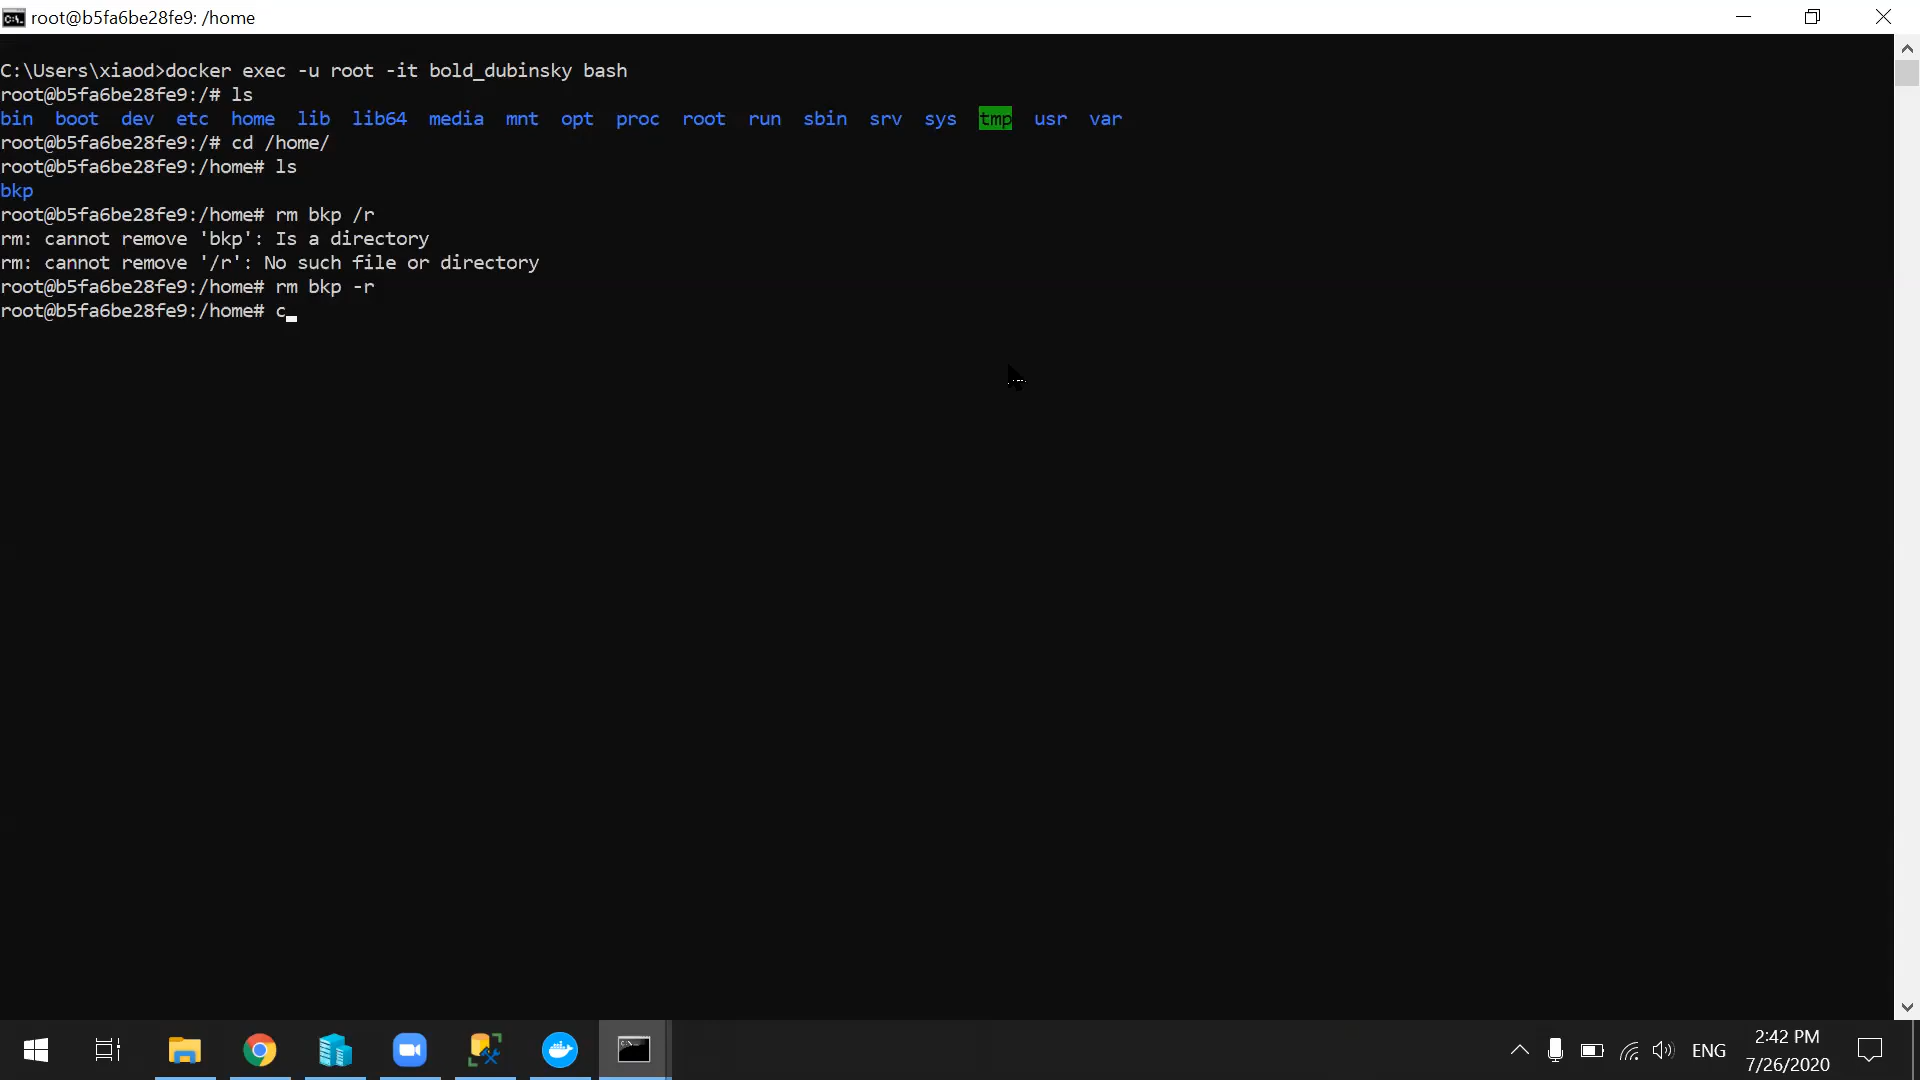 root@b5fa6be28fe9: /home
C:\Users\xiaod>docker exec -u root -it bold_dubinsky bash
root@b5fa6be28fe9:/# ls
bin boot dev etc home lib lib64 media mnt opt proc root run sbin srv sys tmp usr var
root@b5fa6be28fe9:/# cd /home/
root@b5fa6be28fe9:/home# ls
bkp
root@b5fa6be28fe9:/home# rm bkp /r
rm: cannot remove 'bkp': Is a directory
rm: cannot remove '/r': No such file or directory
root@b5fa6be28fe9:/home# rm bkp -r
root@b5fa6be28fe9:/home# c
ENG
2:42 PM
7/26/2020